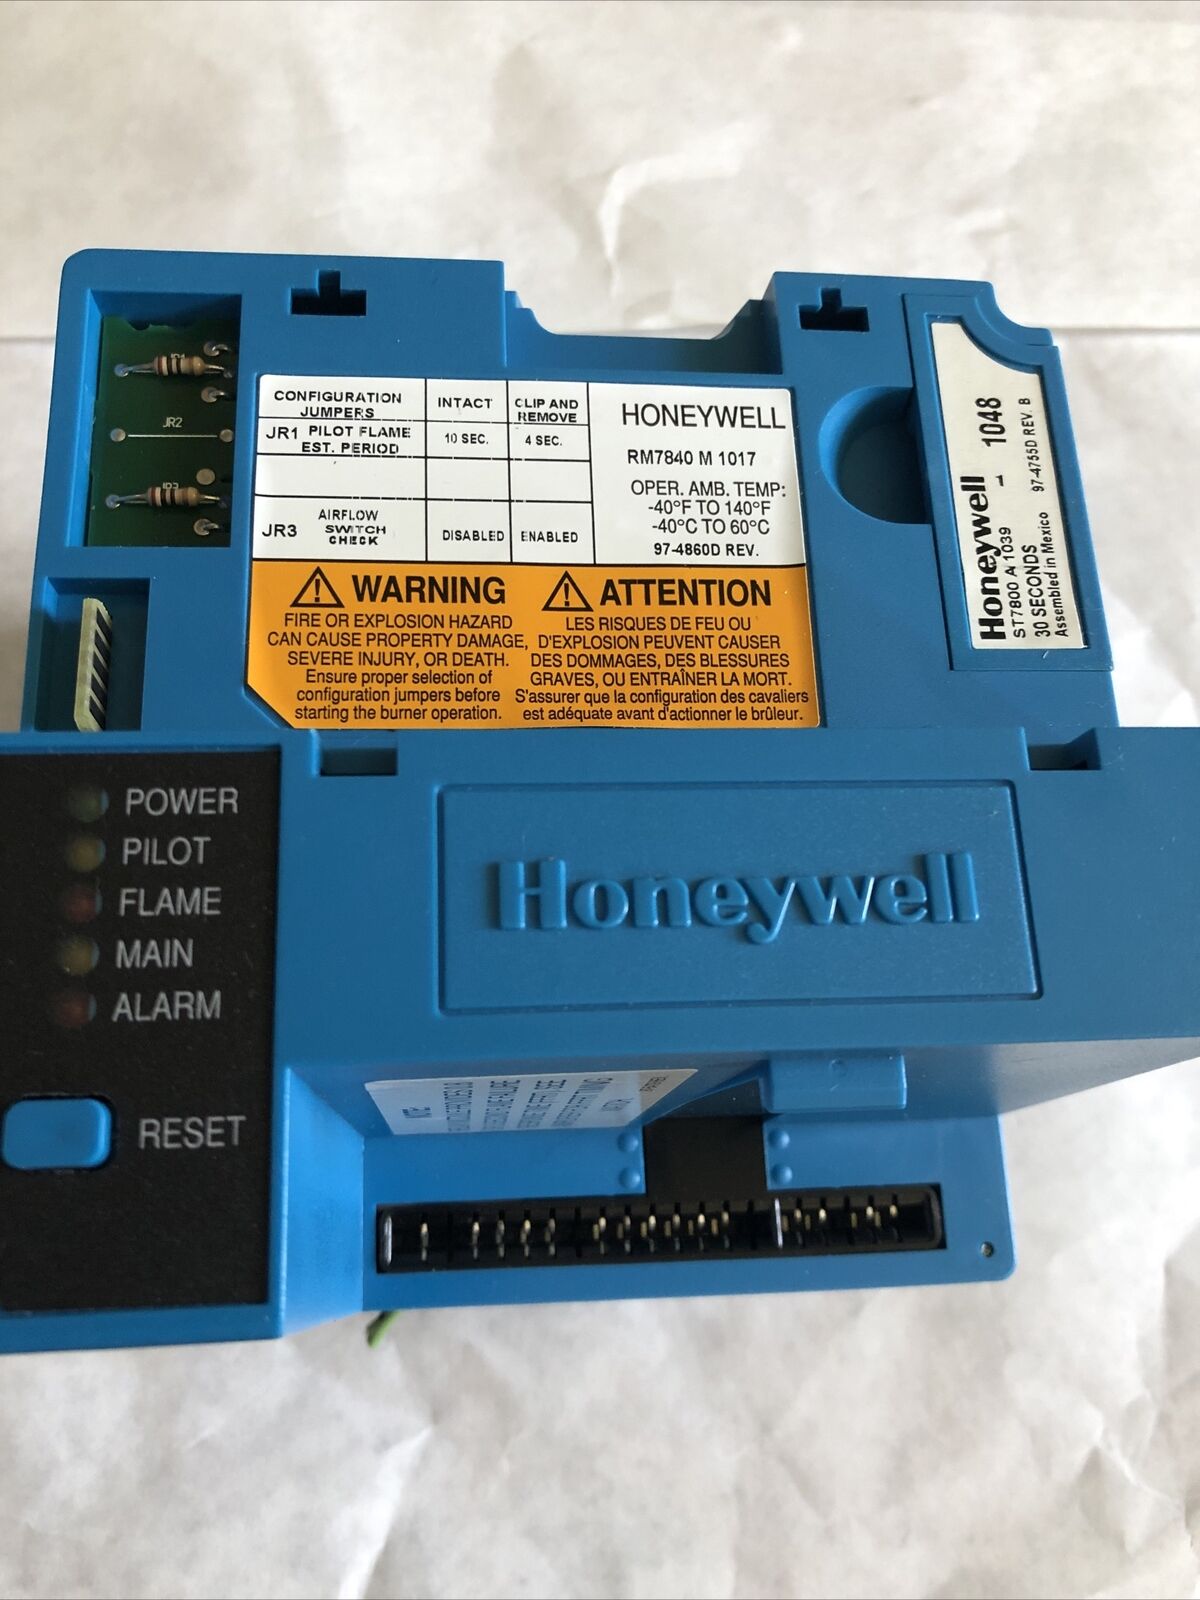 JR2
CONFIGURATION JUMPERS INTACT CLIP AND REMOVE
JR1 PILOT FLAME EST. PERIOD 10 SEC. 4 SEC.
JR3 AIRFLOW SWITCH CHECK DISABLED ENABLED
HONEYWELL
RM7840 M 1017
OPER. AMB. TEMP:
-40°F TO 140°F
-40°C TO 60°C
97-4860D REV.
WARNING
FIRE OR EXPLOSION HAZARD
CAN CAUSE PROPERTY DAMAGE,
SEVERE INJURY, OR DEATH.
Ensure proper selection of
configuration jumpers before
starting the burner operation.
ATTENTION
LES RISQUES DE FEU OU
D'EXPLOSION PEUVENT CAUSER
DES DOMMAGES, DES BLESSURES
GRAVES, OU ENTRAÎNER LA MORT.
S'assurer que la configuration des cavaliers
est adéquate avant d'actionner le brûleur.
Honeywell 1048
ST7800 A 1039
30 SECONDS
Assembled in Mexico 97-4755D REV. B
POWER
PILOT
FLAME
MAIN
ALARM
RESET
Honeywell